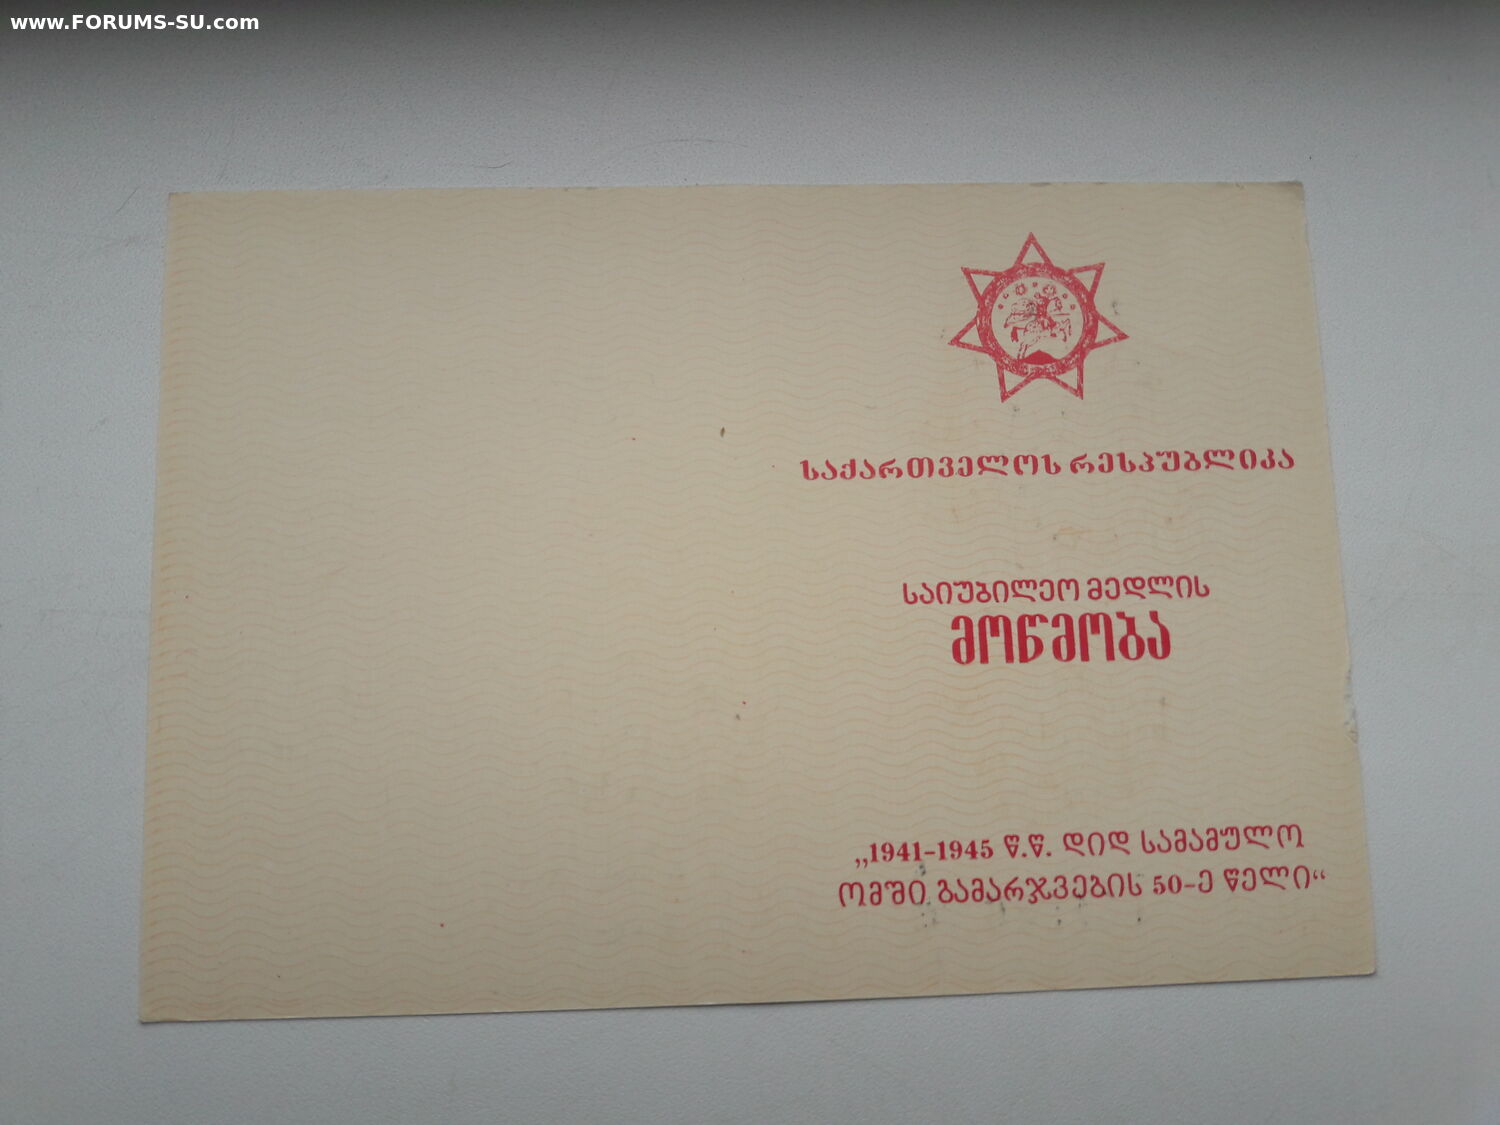 www.FORUMS-SU.com
საქართველოს რესპუბლიკა
საიუბილეო მედლის
მოწმობა
„1941-1945 წ.წ. დიდ სამამულო
ომში გამარჯვების 50-ე წელი“